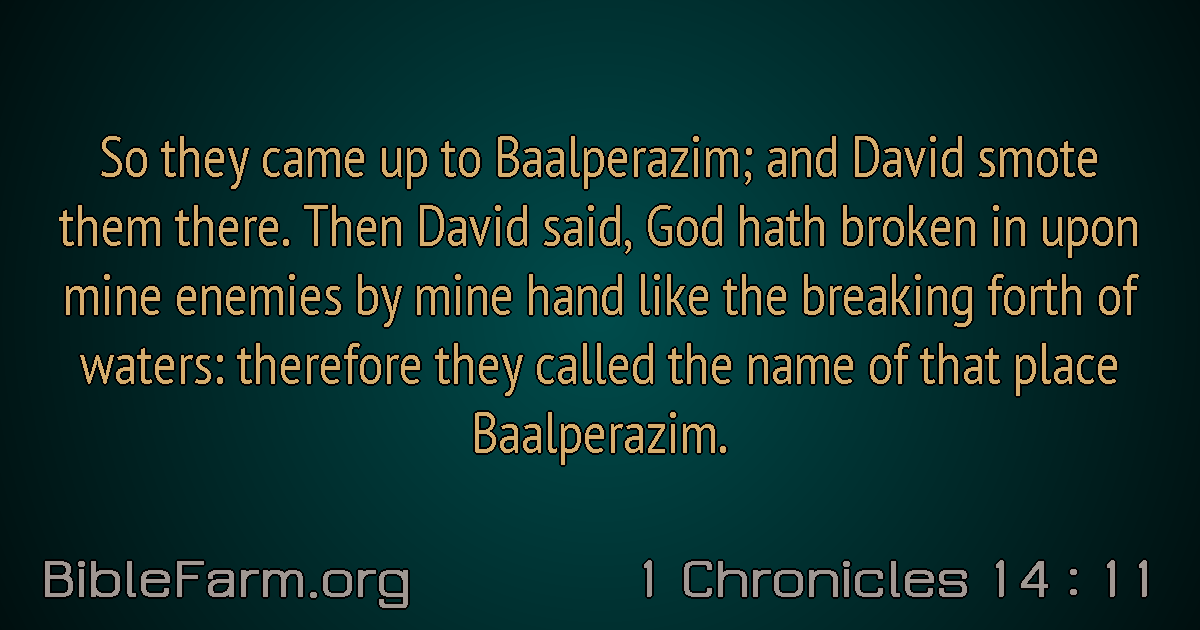 So they came up to Baalperazim; and David smote
them there. Then David said, God hath broken in upon
mine enemies by mine hand like the breaking forth of
waters: therefore they called the name of that place
Baalperazim.
BibleFarm.org
1 Chronicles 14 : 11